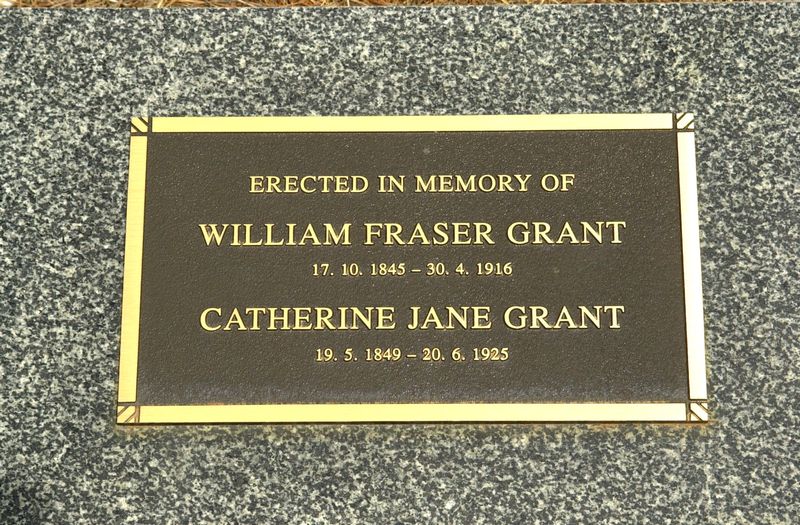 ERECTED IN MEMORY OF
WILLIAM FRASER GRANT
17. 10. 1845 – 30. 4. 1916
CATHERINE JANE GRANT
19. 5. 1849 – 20. 6. 1925